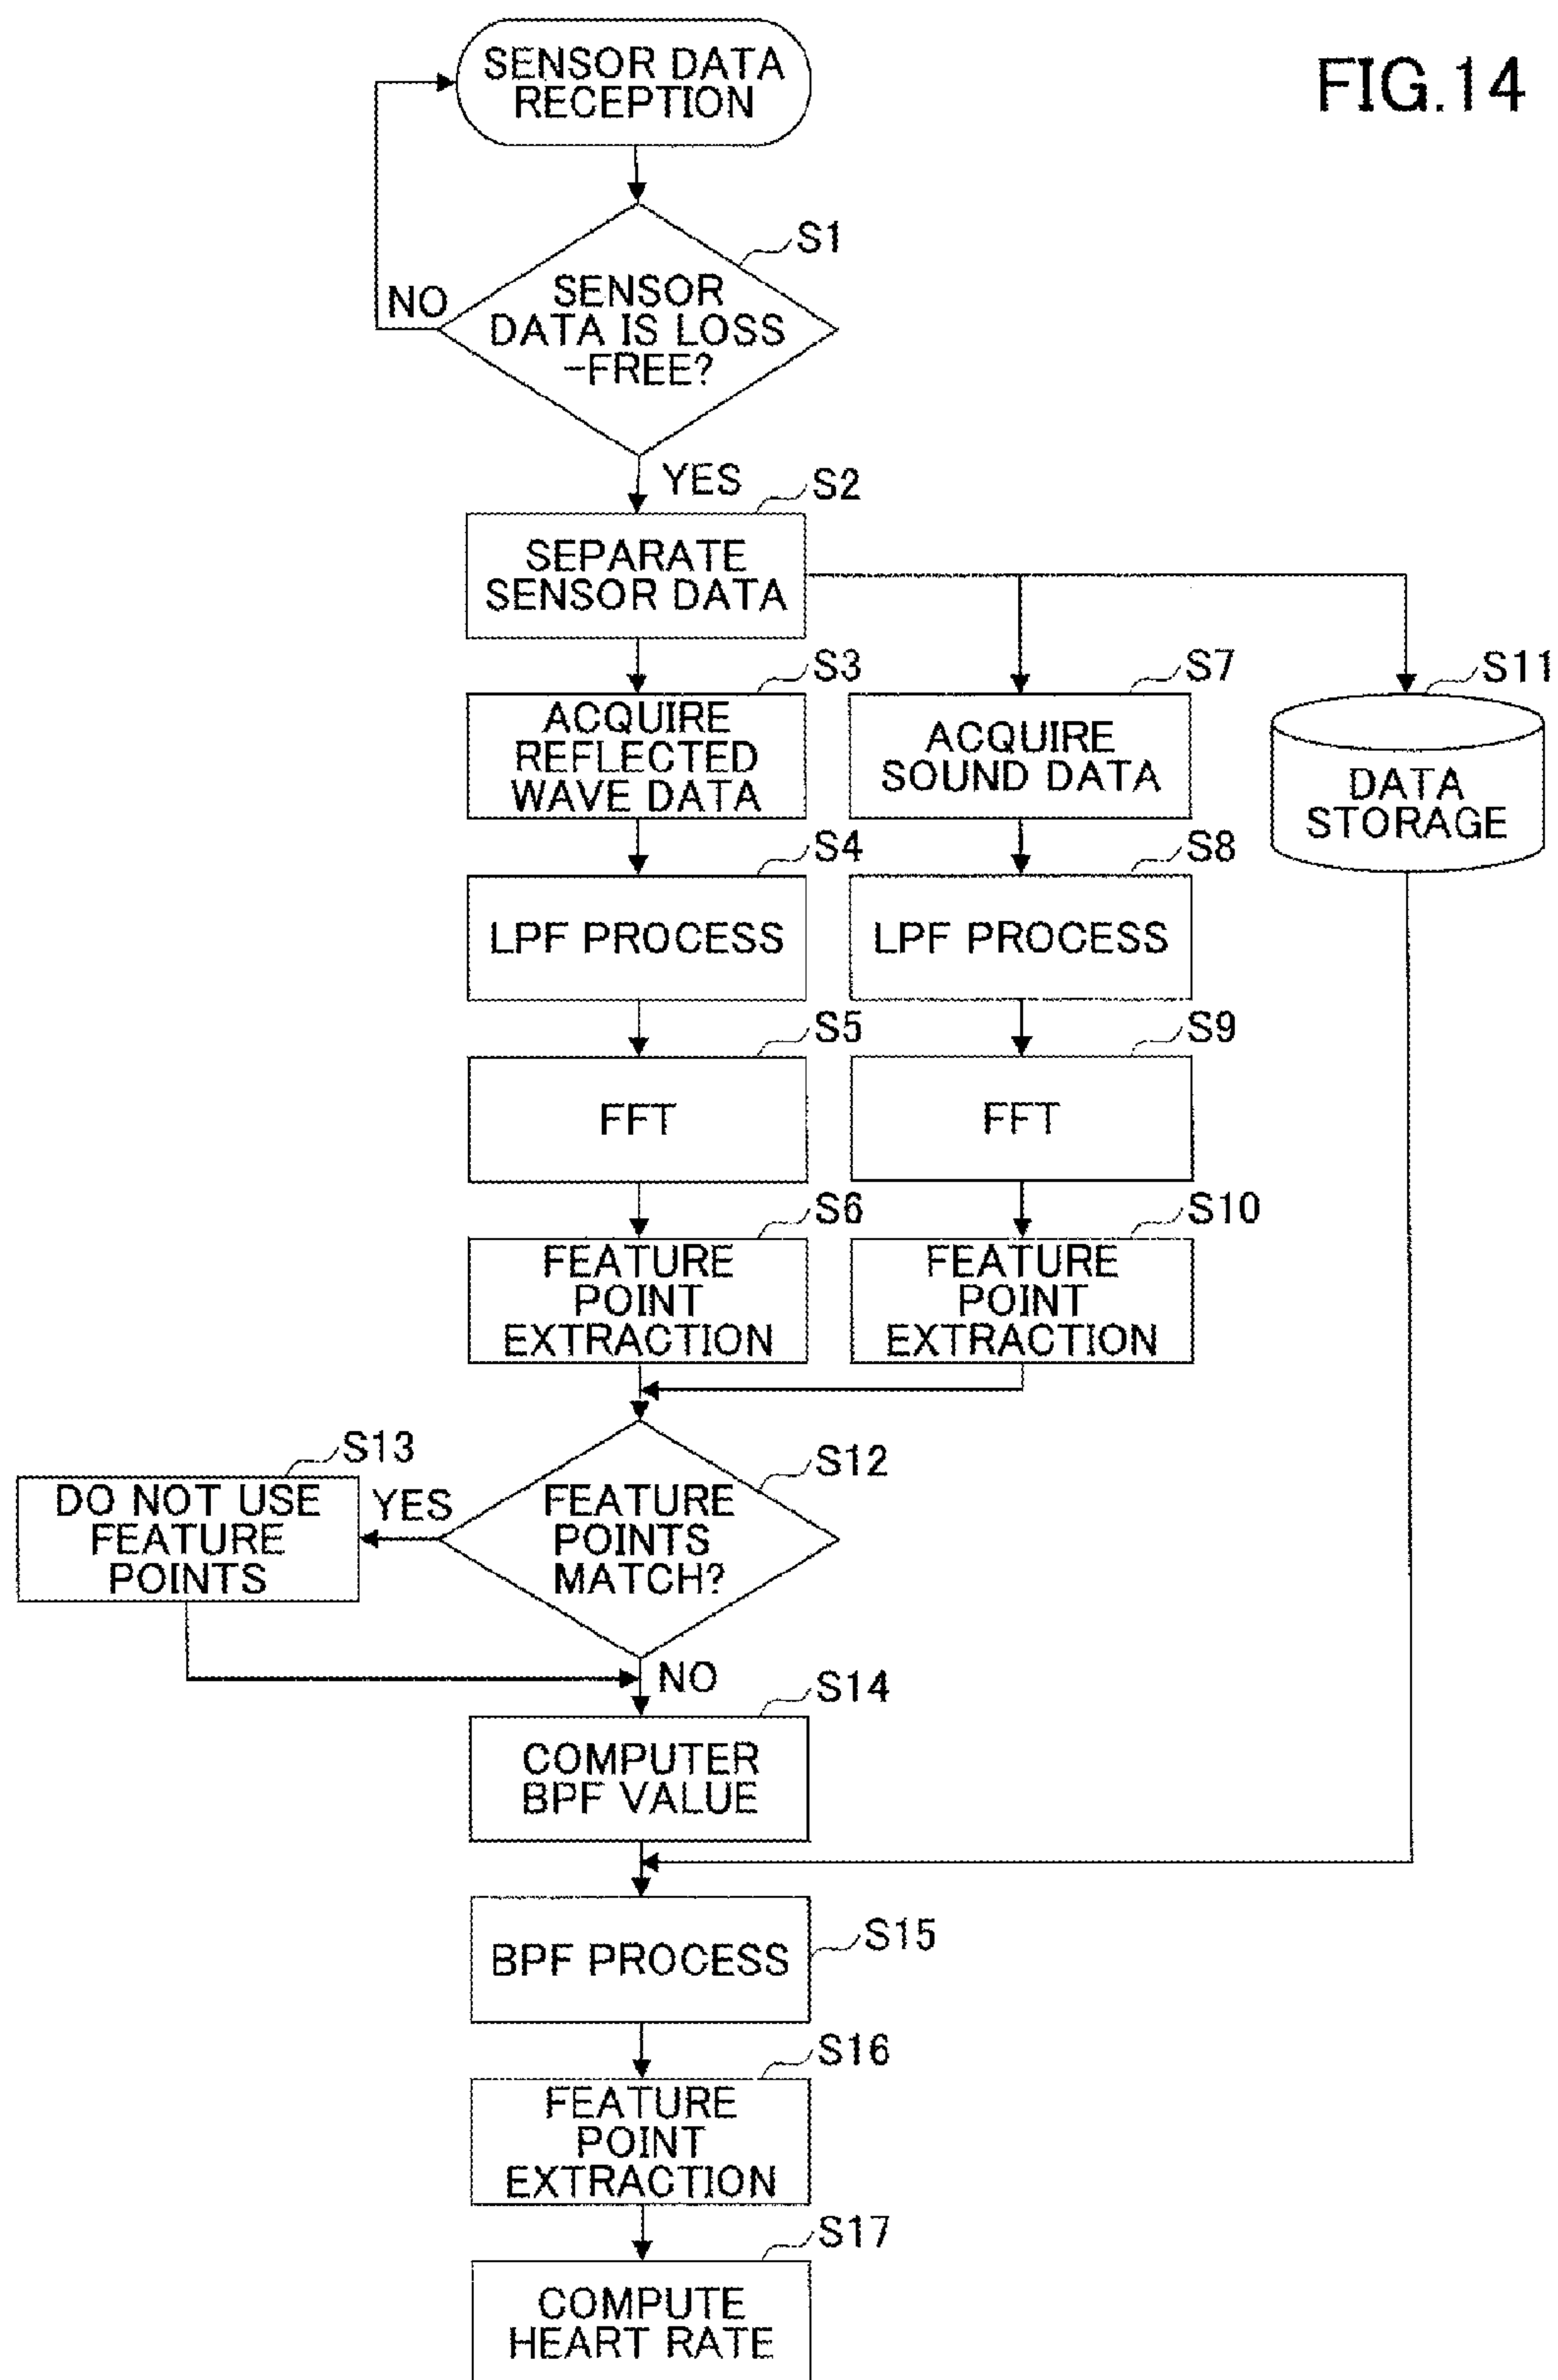 FIG.14
SENSOR DATA
RECEPTION
S1
SENSOR
DATA IS LOSS
-FREE?
NO
YES
S2
SEPARATE
SENSOR DATA
S3
ACQUIRE
REFLECTED
WAVE DATA
S7
ACQUIRE
SOUND DATA
S11
DATA
STORAGE
S4
LPF PROCESS
S8
LPF PROCESS
S5
FFT
S9
FFT
S6
FEATURE
POINT
EXTRACTION
S10
FEATURE
POINT
EXTRACTION
S12
FEATURE
POINTS
MATCH?
YES
S13
DO NOT USE
FEATURE
POINTS
NO
S14
COMPUTER
BPF VALUE
S15
BPF PROCESS
S16
FEATURE
POINT
EXTRACTION
S17
COMPUTE
HEART RATE